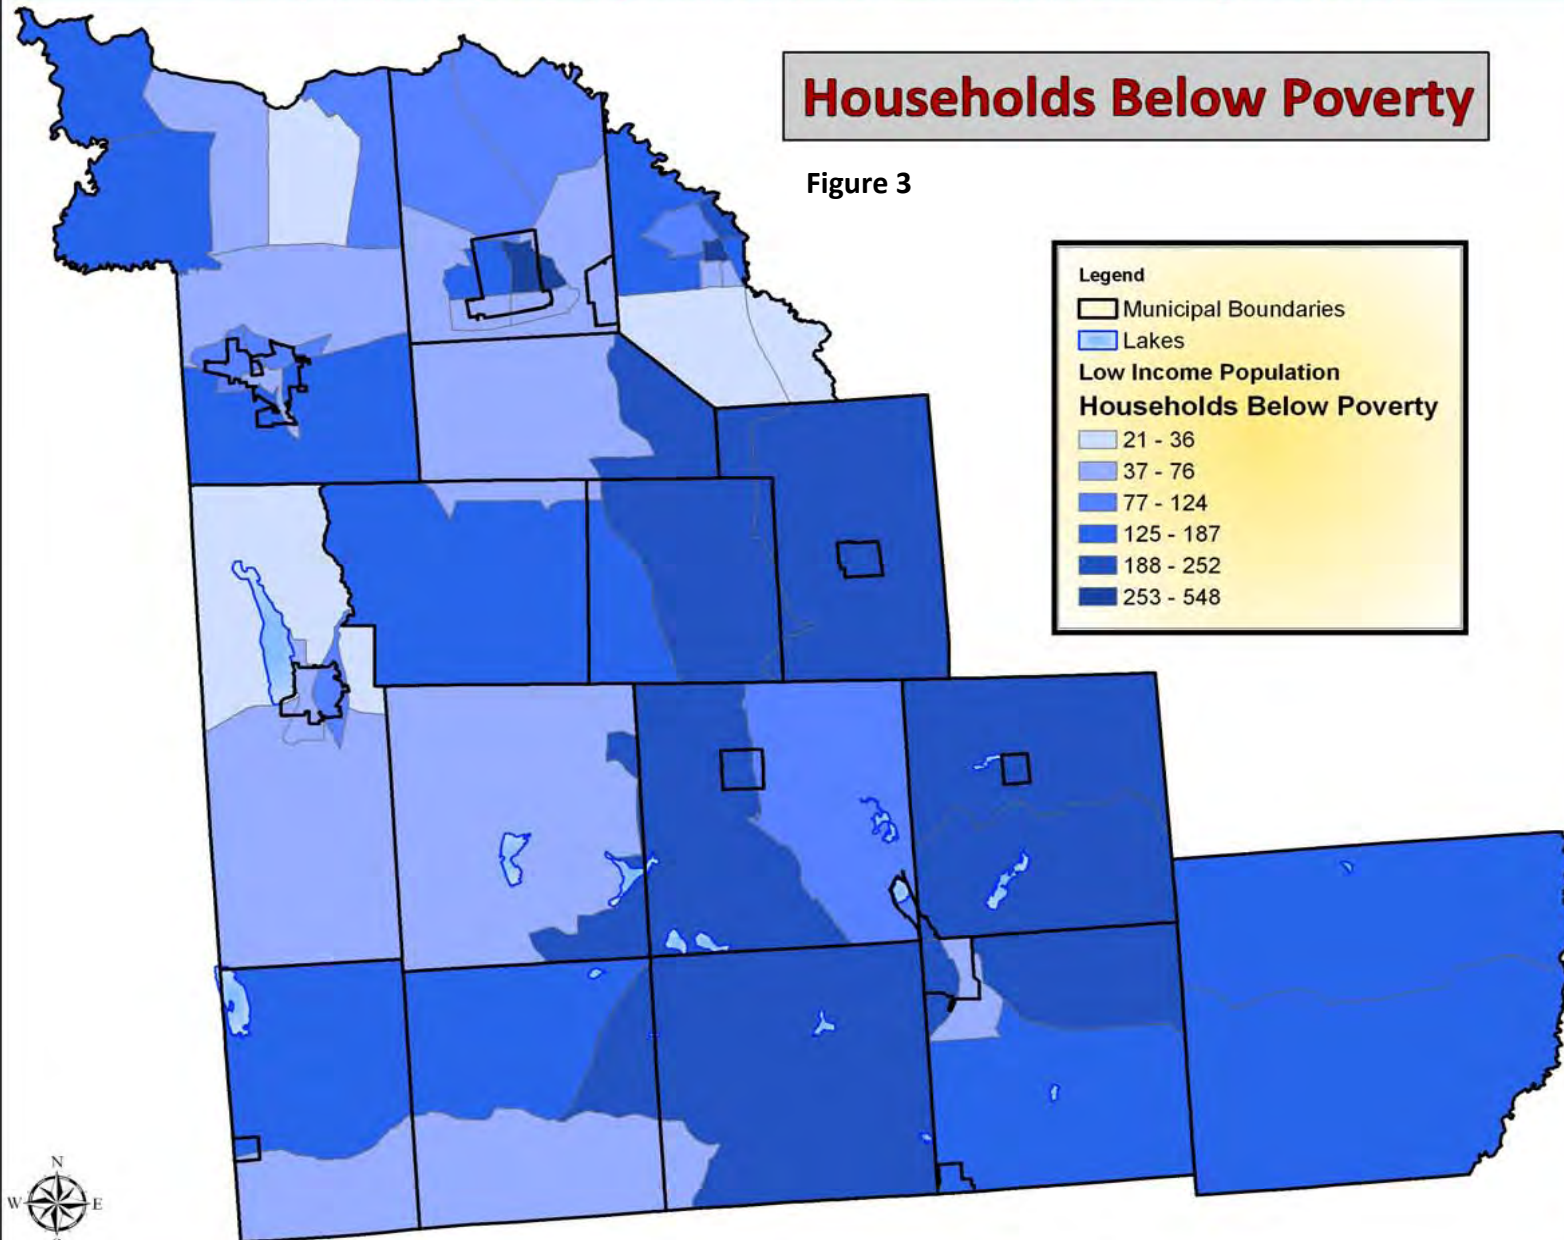 Households Below Poverty
Figure 3
Legend
Municipal Boundaries
Lakes
Low Income Population
Households Below Poverty
21 - 36
37 - 76
77 - 124
125 - 187
188 - 252
253 - 548
N
W E